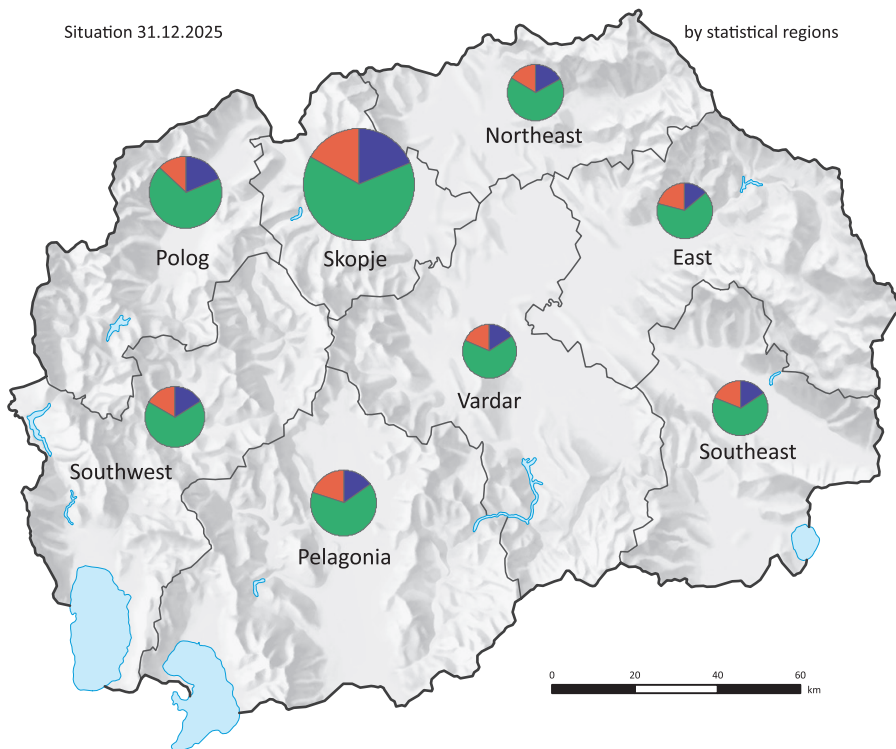 Situation 31.12.2025
by statistical regions
Northeast
Polog
Skopje
East
Vardar
Southwest
Southeast
Pelagonia
0 20 40 60
km